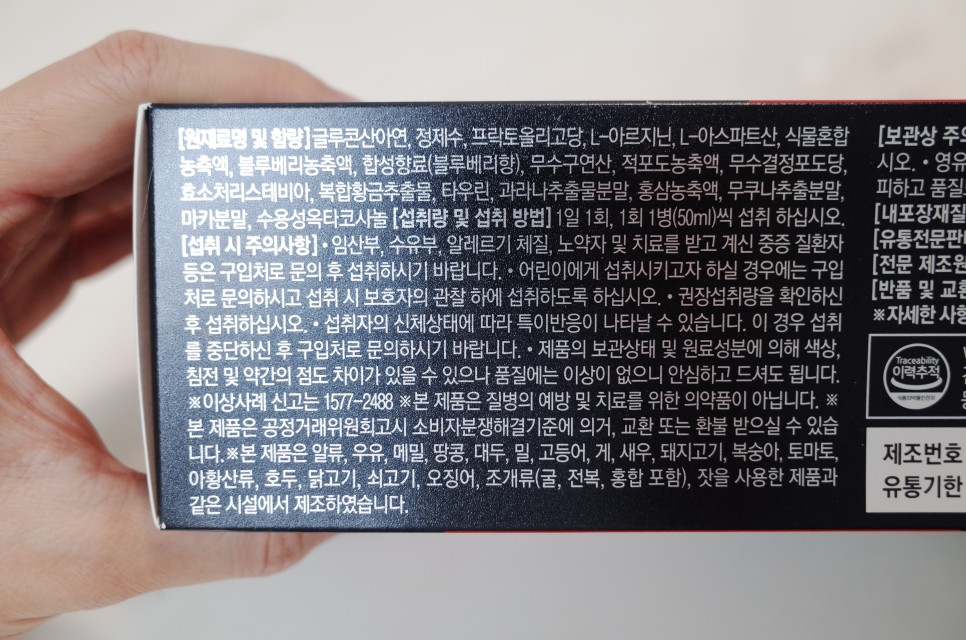 [원재료명 및 함량]글루콘산아연, 정제수, 프락토올리고당, L-아르지닌, L-아스파트산, 식물혼합
농축액, 블루베리농축액, 합성향료(블루베리향), 무수구연산, 적포도농축액, 무수결정포도당,
효소처리스테비아, 복합황금추출물, 타우린, 과라나추출물분말, 홍삼농축액, 무쿠나추출분말,
마카분말, 수용성옥타코사놀 [섭취량 및 섭취 방법] 1일 1회, 1회 1병(50ml)씩 섭취 하십시오.
[섭취 시 주의사항] • 임산부, 수유부, 알레르기 체질, 노약자 및 치료를 받고 계신 중증 질환자
등은 구입처로 문의 후 섭취하시기 바랍니다. • 어린이에게 섭취시키고자 하실 경우에는 구입
처로 문의하시고 섭취 시 보호자의 관찰 하에 섭취하도록 하십시오. • 권장섭취량을 확인하신
후 섭취하십시오. • 섭취자의 신체상태에 따라 특이반응이 나타날 수 있습니다. 이 경우 섭취
를 중단하신 후 구입처로 문의하시기 바랍니다. • 제품의 보관상태 및 원료성분에 의해 색상,
침전 및 약간의 점도 차이가 있을 수 있으나 품질에는 이상이 없으니 안심하고 드셔도 됩니다.
※이상사례 신고는 1577-2488 ※본 제품은 질병의 예방 및 치료를 위한 의약품이 아닙니다. ※
본 제품은 공정거래위원회고시 소비자분쟁해결기준에 의거, 교환 또는 환불 받으실 수 있습
니다. ※본 제품은 알류, 우유, 메밀, 땅콩, 대두, 밀, 고등어, 게, 새우, 돼지고기, 복숭아, 토마토,
아황산류, 호두, 닭고기, 쇠고기, 오징어, 조개류(굴, 전복, 홍합 포함), 잣을 사용한 제품과
같은 시설에서 제조하였습니다.
[보관상 주의
시오. • 영유
피하고 품질
[내포장재질
[유통전문판
[전문 제조원
[반품 및 교환
※자세한 사항
Traceability
이력추적
식품의약품안전처
제조번호
유통기한